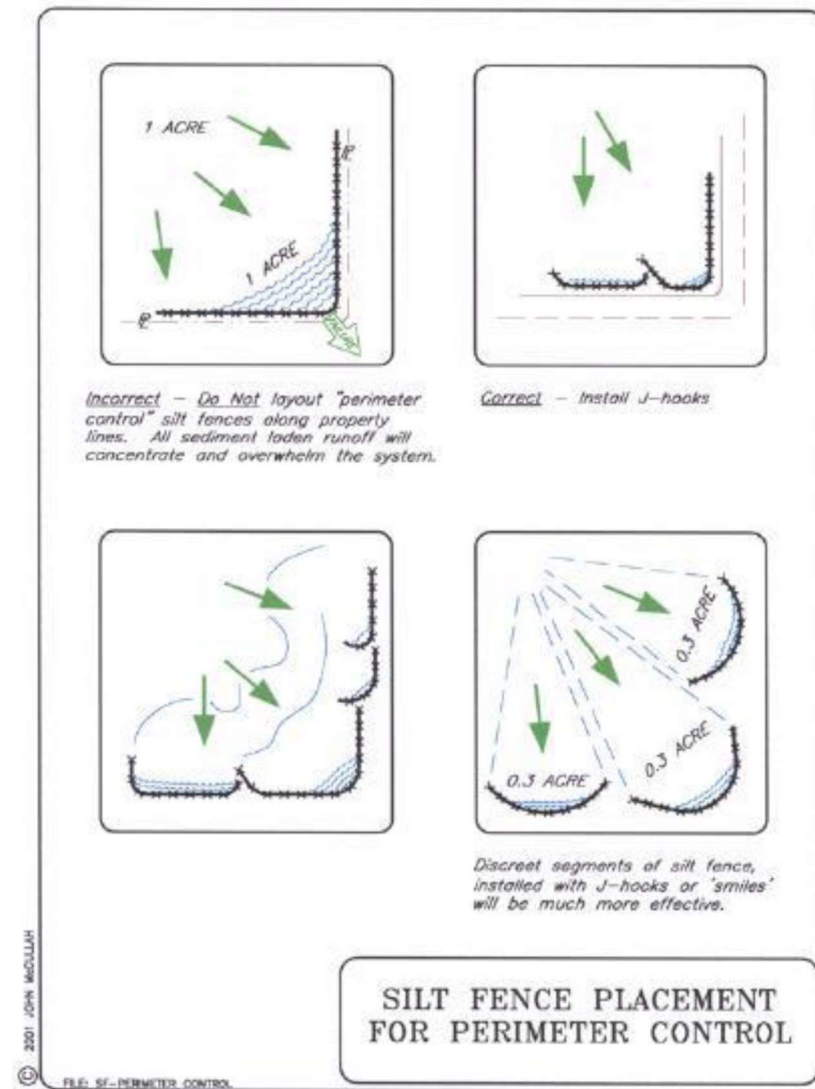 1 ACRE
PL
1 ACRE
PL
FAILURE
Incorrect – Do Not layout "perimeter
control" silt fences along property
lines. All sediment laden runoff will
concentrate and overwhelm the system.
Correct – Install J-hooks
0.3 ACRE
0.3 ACRE
0.3 ACRE
Discreet segments of silt fence,
installed with J-hooks or 'smiles'
will be much more effective.
SILT FENCE PLACEMENT
FOR PERIMETER CONTROL
© 2001 JOHN McCULLAH
FILE: SF-PERIMETER CONTROL